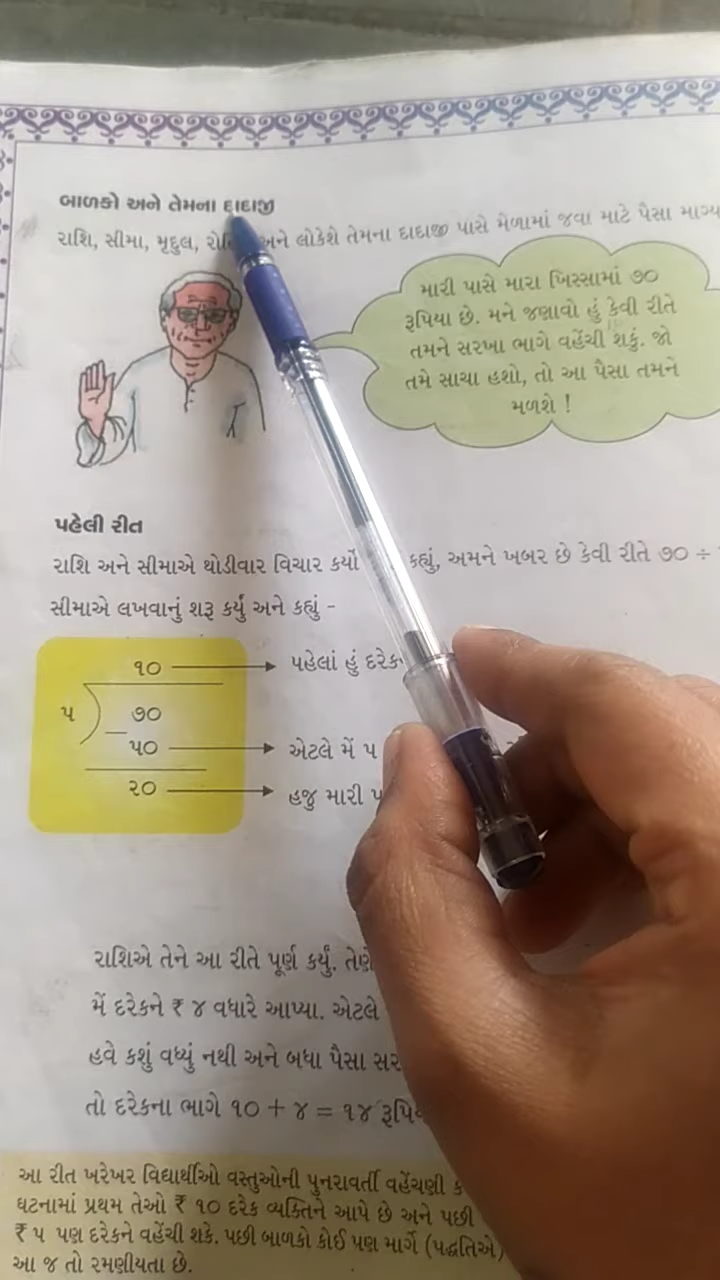 બાળકો અને તેમના દાદાજી
રાશિ, સીમા, મૃદુલ, અને લોકેશે તેમના દાદાજી પાસે મેળામાં જવા માટે પૈસા
મારી પાસે મારા ખિસ્સામાં ૭૦
રૂપિયા છે. મને જણાવો હું કેવી રીતે
તમને સરખા ભાગે વહેંચી શકું. જો
તમે સાચા હશો, તો આ પૈસા તમને
મળશે !
પહેલી રીત
રાશિ અને સીમાએ થોડીવાર વિચાર કર્યો કહ્યું, અમને ખબર છે કેવી રીતે ૭૦ ÷
સીમાએ લખવાનું શરૂ કર્યું અને કહ્યું -
૧૦ પહેલાં હું
૫ ) ૭૦
– ૫૦ એટલે મેં ૫
૨૦ હજુ મારી
રાશિએ તેને આ રીતે પૂર્ણ કર્યું.
મેં દરેકને ₹ ૪ વધારે આપ્યા. એટલે
હવે કશું વધ્યું નથી અને બધા પૈસા
તો દરેકના ભાગે ૧૦ + ૪ = ૧૪
આ રીત ખરેખર વિદ્યાર્થીઓ વસ્તુઓની પુનરાવર્તી વહેંચણી
ઘટનામાં પ્રથમ તેઓ ₹ ૧૦ દરેક વ્યક્તિને આપે છે અને પછી
₹ ૫ પણ દરેકને વહેંચી શકે. પછી બાળકો કોઈ પણ માર્ગે (પદ્ધતિએ)
આ જ તો રમણીયતા છે.